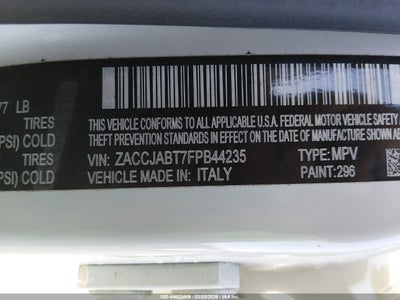 77 LB
TIRES
PSI) COLD
TIRES
PSI) COLD
THIS VEHICLE CONFORMS TO ALL APPLICABLE U.S.A. FEDERAL MOTOR VEHICLE SAFETY
THEFT PREVENTION STANDARDS IN EFFECT ON THE DATE OF MANUFACTURE
VIN: ZACCJABT7FPB44235 TYPE: MPV
VEHICLE MADE IN: ITALY PAINT: 296